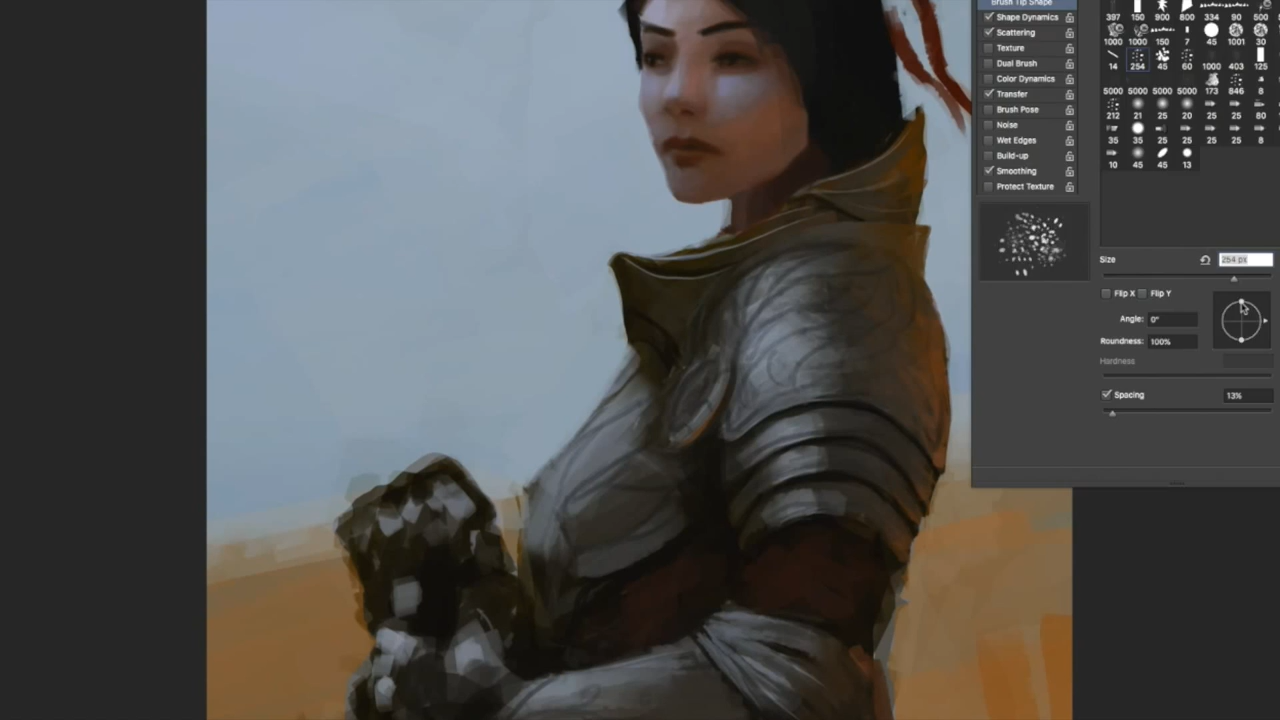 Brush Tip Shape
Shape Dynamics
Scattering
Texture
Dual Brush
Color Dynamics
Transfer
Brush Pose
Noise
Wet Edges
Build-up
Smoothing
Protect Texture
397 150 900 800 334 90 500
1000 1000 150 7 45 1001 30
14 254 45 60 1000 403 125
5000 5000 5000 5000 173 846 8
212 21 25 20 25 25 80
35 35 25 25 25 25 8
10 45 45 13
Size 254 px
Flip X Flip Y
Angle: 0°
Roundness: 100%
Hardness
Spacing 13%